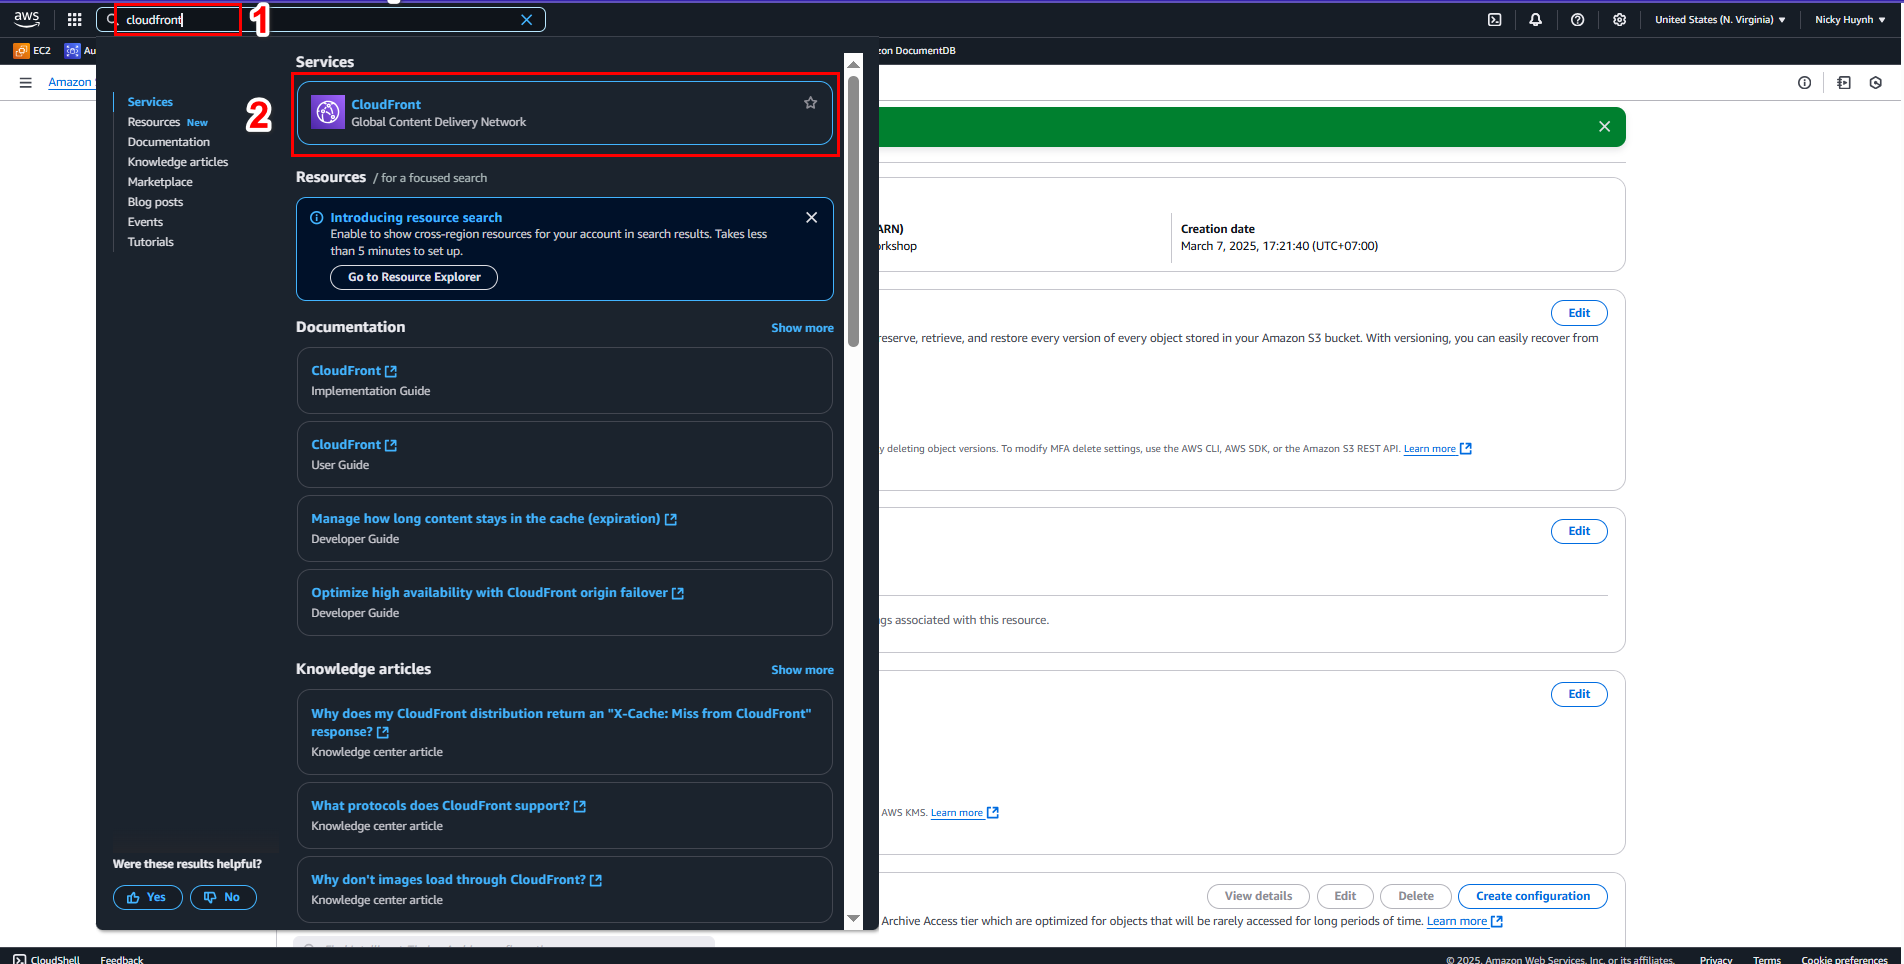 aws
cloudfront
1
United States (N. Virginia)
Nicky Huynh
EC2
Au
zon DocumentDB
Amazon
Services
Resources New
Documentation
Knowledge articles
Marketplace
Blog posts
Events
Tutorials
2
Services
CloudFront
Global Content Delivery Network
Resources / for a focused search
Introducing resource search
Enable to show cross-region resources for your account in search results. Takes less
than 5 minutes to set up.
Go to Resource Explorer
Documentation
Show more
CloudFront
Implementation Guide
CloudFront
User Guide
Manage how long content stays in the cache (expiration)
Developer Guide
Optimize high availability with CloudFront origin failover
Developer Guide
Knowledge articles
Show more
Why does my CloudFront distribution return an "X-Cache: Miss from CloudFront"
response?
Knowledge center article
What protocols does CloudFront support?
Knowledge center article
Why don't images load through CloudFront?
Knowledge center article
Were these results helpful?
Yes
No
ARN)
rkshop
Creation date
March 7, 2025, 17:21:40 (UTC+07:00)
Edit
reserve, retrieve, and restore every version of every object stored in your Amazon S3 bucket. With versioning, you can easily recover from
y deleting object versions. To modify MFA delete settings, use the AWS CLI, AWS SDK, or the Amazon S3 REST API. Learn more
Edit
gs associated with this resource.
Edit
AWS KMS. Learn more
View details
Edit
Delete
Create configuration
Archive Access tier which are optimized for objects that will be rarely accessed for long periods of time. Learn more
CloudShell
Feedback
© 2025, Amazon Web Services, Inc. or its affiliates.
Privacy
Terms
Cookie preferences